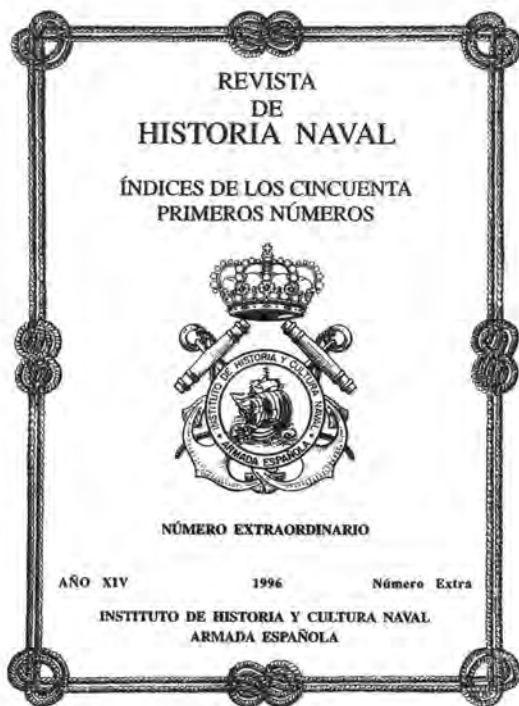 REVISTA
DE
HISTORIA NAVAL
ÍNDICES DE LOS CINCUENTA
PRIMEROS NÚMEROS
INSTITUTO DE HISTORIA Y CULTURA NAVAL
ARMADA ESPAÑOLA
NÚMERO EXTRAORDINARIO
AÑO XIV 1996 Número Extra
INSTITUTO DE HISTORIA Y CULTURA NAVAL
ARMADA ESPAÑOLA